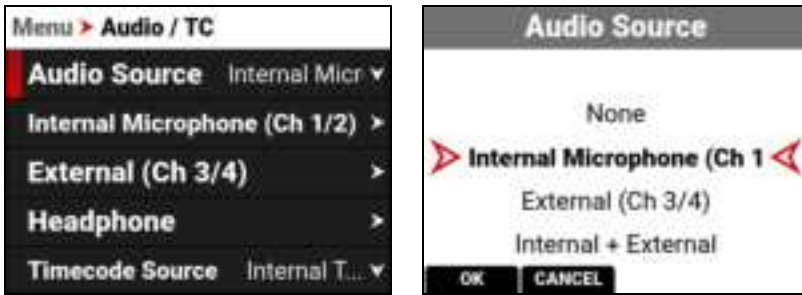 Menu > Audio / TC
Audio Source Internal Micr
Internal Microphone (Ch 1/2) >
External (Ch 3/4) >
Headphone >
Timecode Source Internal T...
Audio Source
None
Internal Microphone (Ch 1
External (Ch 3/4)
Internal + External
OK CANCEL